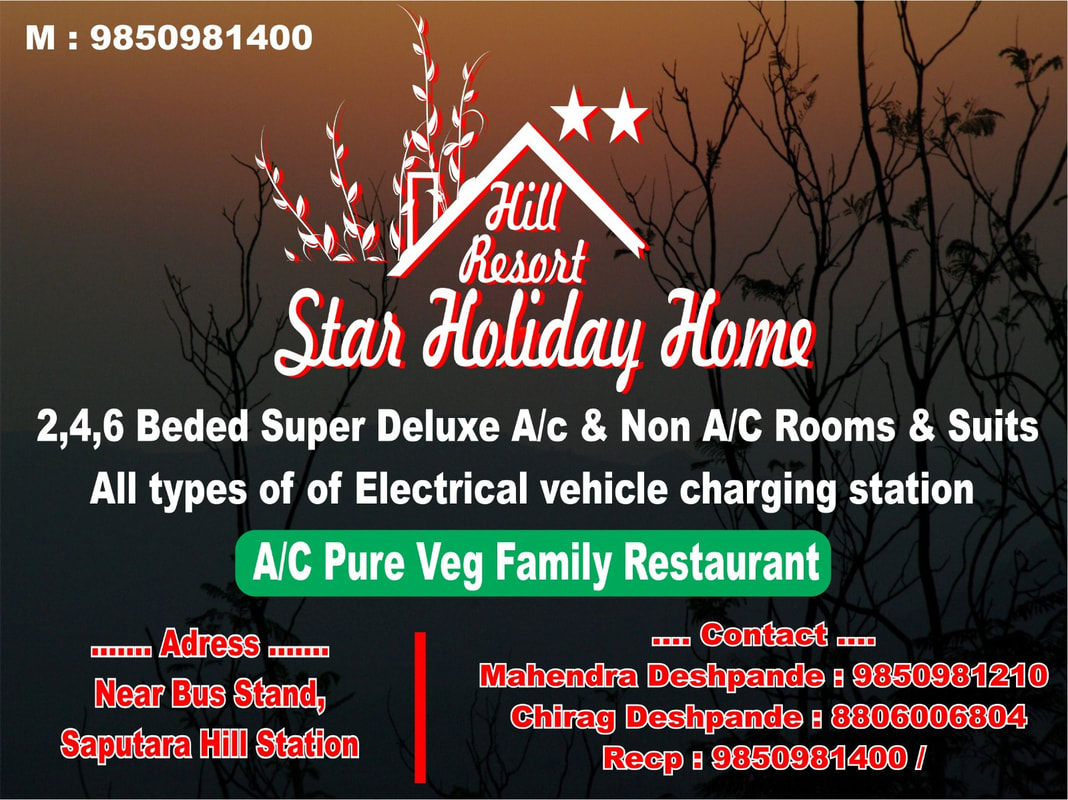 M : 9850981400
Hill
Resort
Star Holiday Home
2,4,6 Beded Super Deluxe A/c & Non A/C Rooms & Suits
All types of of Electrical vehicle charging station
A/C Pure Veg Family Restaurant
....... Adress .......
Near Bus Stand,
Saputara Hill Station
.... Contact ....
Mahendra Deshpande : 9850981210
Chirag Deshpande : 8806006804
Recp : 9850981400 /